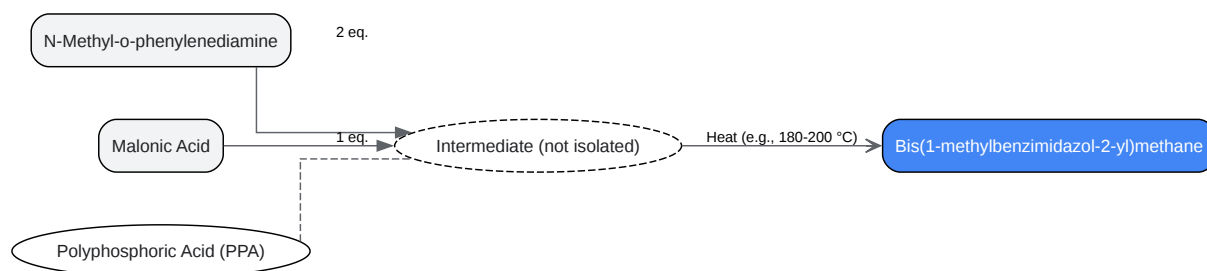 N-Methyl-o-phenylenediamine
2 eq.
Malonic Acid
1 eq.
Intermediate (not isolated)
Heat (e.g., 180-200 °C)
Bis(1-methylbenzimidazol-2-yl)methane
Polyphosphoric Acid (PPA)